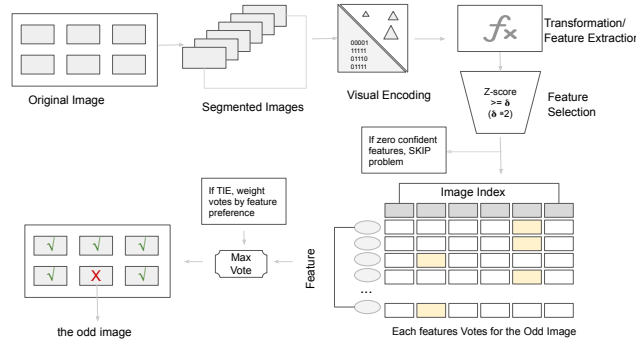 Original Image
Segmented Images
00001
11111
01110
01111
Visual Encoding
fx
Transformation/
Feature Extraction
Z-score
>= δ
(δ =2)
Feature
Selection
If zero confident
features, SKIP
problem
Image Index
Feature
...
Each features Votes for the Odd Image
If TIE, weight
votes by feature
preference
Max
Vote
√ √ √
√ X √
the odd image